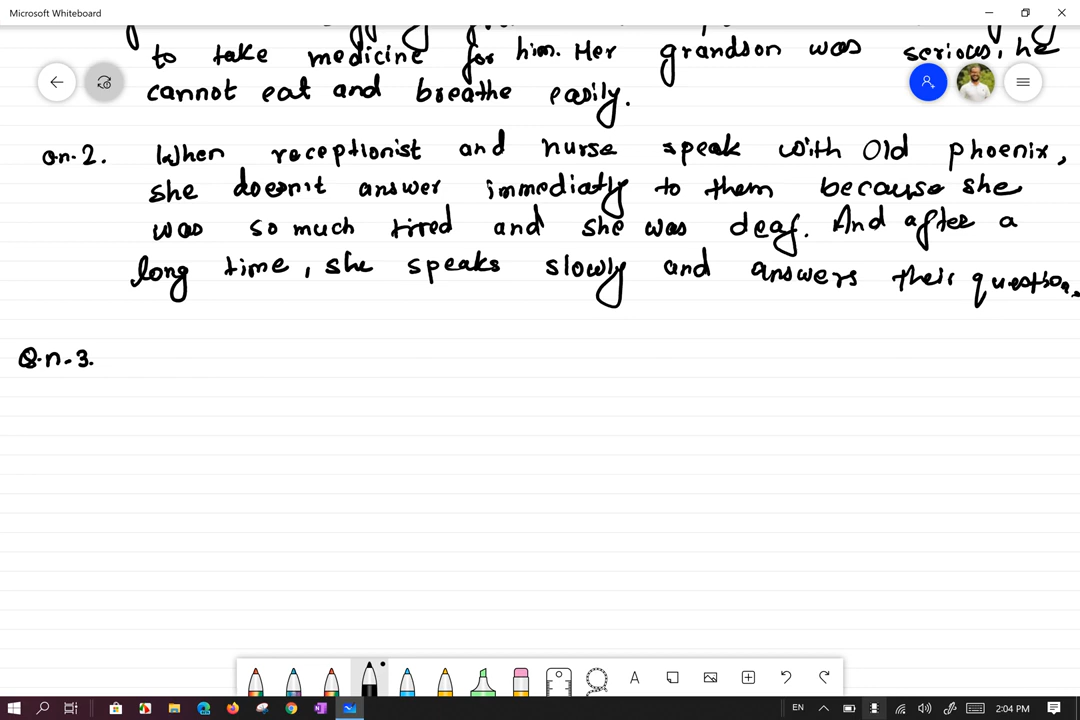 Microsoft Whiteboard
to take medicine for him. Her grandson was serious, he
cannot eat and breathe easily.
Qn-2. When receptionist and nurse speak with Old phoenix,
she doesn't answer immediatly to them because she
was so much tired and she was deaf. And after a
long time, she speaks slowly and answers their question.
Q.n-3.
EN 2:04 PM